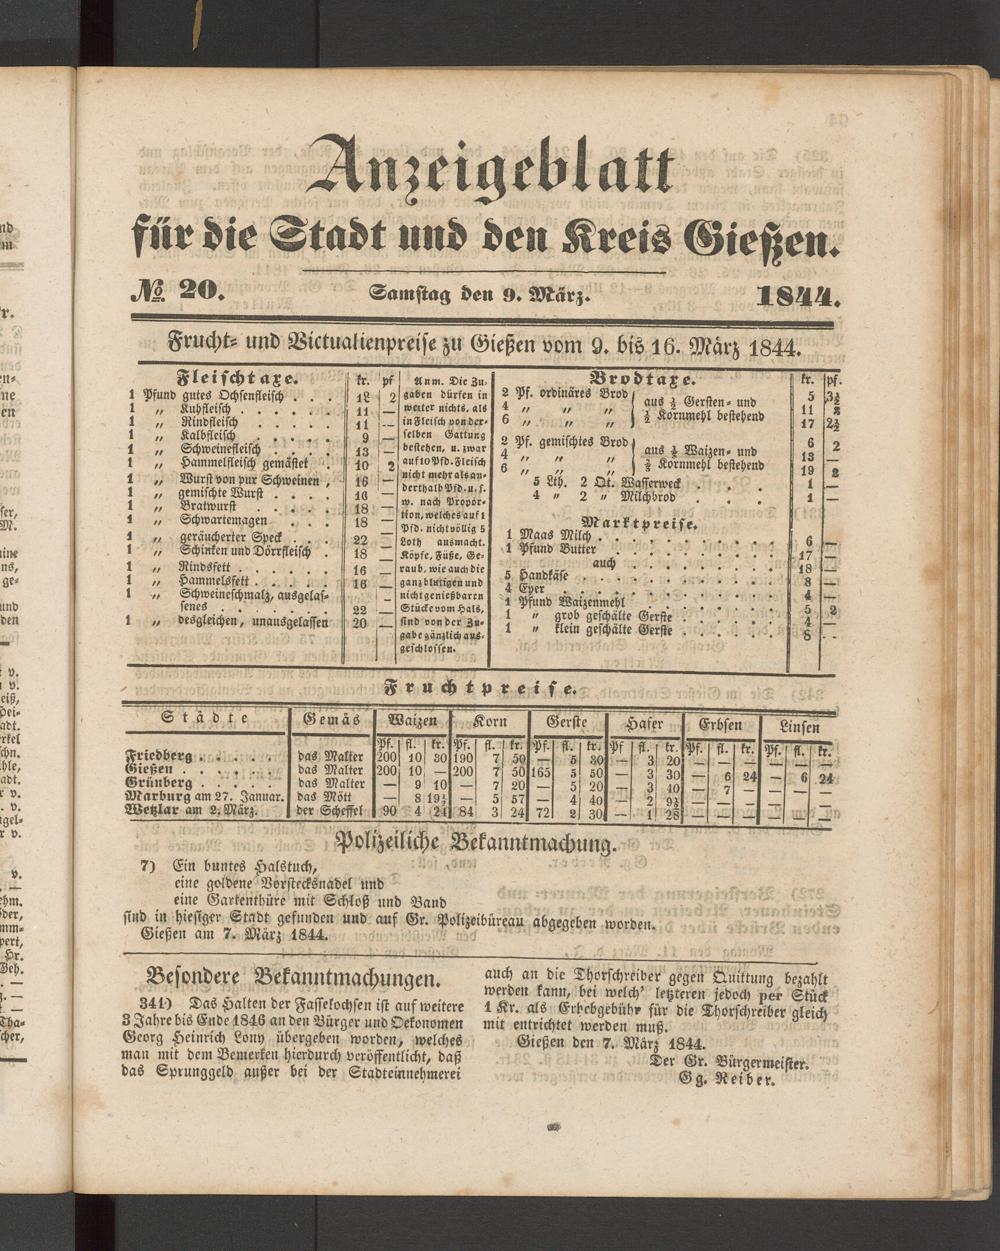 Anzeigeblatt
für die Stadt und den Kreis Gießen.
№ 20. Samstag den 9. März. 1844.
Frucht- und Victualienpreise zu Gießen vom 9. bis 16. März 1844.
Fleischtaxe. kr. pf
1 Pfund gutes Ochsenfleisch . . . 12 2
1 „ Kuhfleisch . . . . . 11 —
1 „ Rindfleisch . . . . . 11 —
1 „ Kalbfleisch . . . . . 9 —
1 „ Schweinefleisch . . . . 13 —
1 „ Hammelfleisch gemästet . 10 2
1 „ Wurst von pur Schweinen , 16 —
1 „ gemischte Wurst . . . . 16 —
1 „ Bratwurst . . . . . 18 —
1 „ Schwartemagen . . . 18 —
1 „ geräucherter Speck . . . 22 —
1 „ Schinken und Dörrfleisch . 18 —
1 „ Rindsfett . . . . . 16 —
1 „ Hammelsfett . . . . . 16 —
1 „ Schweineschmalz, ausgelas-
senes . . . . . . 22 —
1 „ desgleichen, unausgelassen 20 —
Anm. Die Zu-
gaben dürfen in
weiter nichts, als
in Fleisch von der-
selben Gattung
bestehen, u. zwar
auf 10 Pfd. Fleisch
nicht mehr als an-
derthalb Pfd. u. s.
w. nach Propor-
tion, welches auf 1
Pfd. nicht völlig 5
Loth ausmacht.
Köpfe, Füße, Ge-
raub, wie auch die
ganz blutigen und
nicht genießbaren
Stücke vom Hals,
sind von der Zu-
gabe gänzlich aus-
geschlossen.
Brodtaxe. kr. pf.
2 Pf. ordinäres Brod aus ½ Gersten- und 5 3½
4 „ „ „ ½ Kornmehl bestehend 11 3
6 „ „ „ 17 2½
2 Pf. gemischtes Brod aus ½ Waizen- und 6 2
4 „ „ „ ½ Kornmehl bestehend 13 —
6 „ „ „ 19 2
5 Lth. 2 Qt. Wasserweck . . . 1 —
4 „ 2 „ Milchbrod . . . 1 —
Marktpreise.
1 Maas Milch . . . . . . . . . 6 —
1 Pfund Butter . . . . . . . . 17 —
auch . . . . . . . . 18 —
5 Handkäse . . . . . . . . . 8 —
4 Eyer . . . . . . . . . . 4 —
1 Pfund Waizenmehl . . . . . . . 5 2
1 „ grob geschälte Gerste . . . . . 4 —
1 „ klein geschälte Gerste . . . . . 8 . .
Fruchtpreise.
Städte Gemäs Waizen Korn Gerste Hafer Erbsen Linsen
Pf. fl. kr. Pf. fl. kr. Pf. fl. kr. Pf fl. kr. Pf. fl. kr. Pf. fl. kr.
Friedberg . . . . . das Malter 200 10 30 190 7 50 — 5 30 — 3 20 — — — — — —
Gießen . . . . . das Malter 200 10 — 200 7 50 165 5 50 — 3 30 — 6 24 — 6 24
Grünberg . . . . . das Malter — 9 10 — 7 20 — 5 20 — 3 40 — 7 — — — —
Marburg am 27. Januar. das Mött — 8 19½ — 5 57 — 4 40 — 2 9½ — — — — — —
Wetzlar am 2. März. der Scheffel 90 4 24 84 3 24 72 2 30 — 1 28 — — — — — —
Polizeiliche Bekanntmachung.
7) Ein buntes Halstuch,
eine goldene Vorstecksnadel und
eine Gartenthüre mit Schloß und Band
sind in hiesiger Stadt gefunden und auf Gr. Polizeibüreau abgegeben worden.
Gießen am 7. März 1844.
Besondere Bekanntmachungen.
341) Das Halten der Fasselochsen ist auf weitere
3 Jahre bis Ende 1846 an den Bürger und Oekonomen
Georg Heinrich Lony übergeben worden, welches
man mit dem Bemerken hierdurch veröffentlicht, daß
das Sprunggeld außer bei der Stadteinnehmerei
auch an die Thorschreiber gegen Quittung bezahlt
werden kann, bei welch' letzteren jedoch per Stück
1 Kr. als Erhebgebühr für die Thorschreiber gleich
mit entrichtet werden muß.
Gießen den 7. März 1844.
Der Gr. Bürgermeister.
Gg. Reiber.